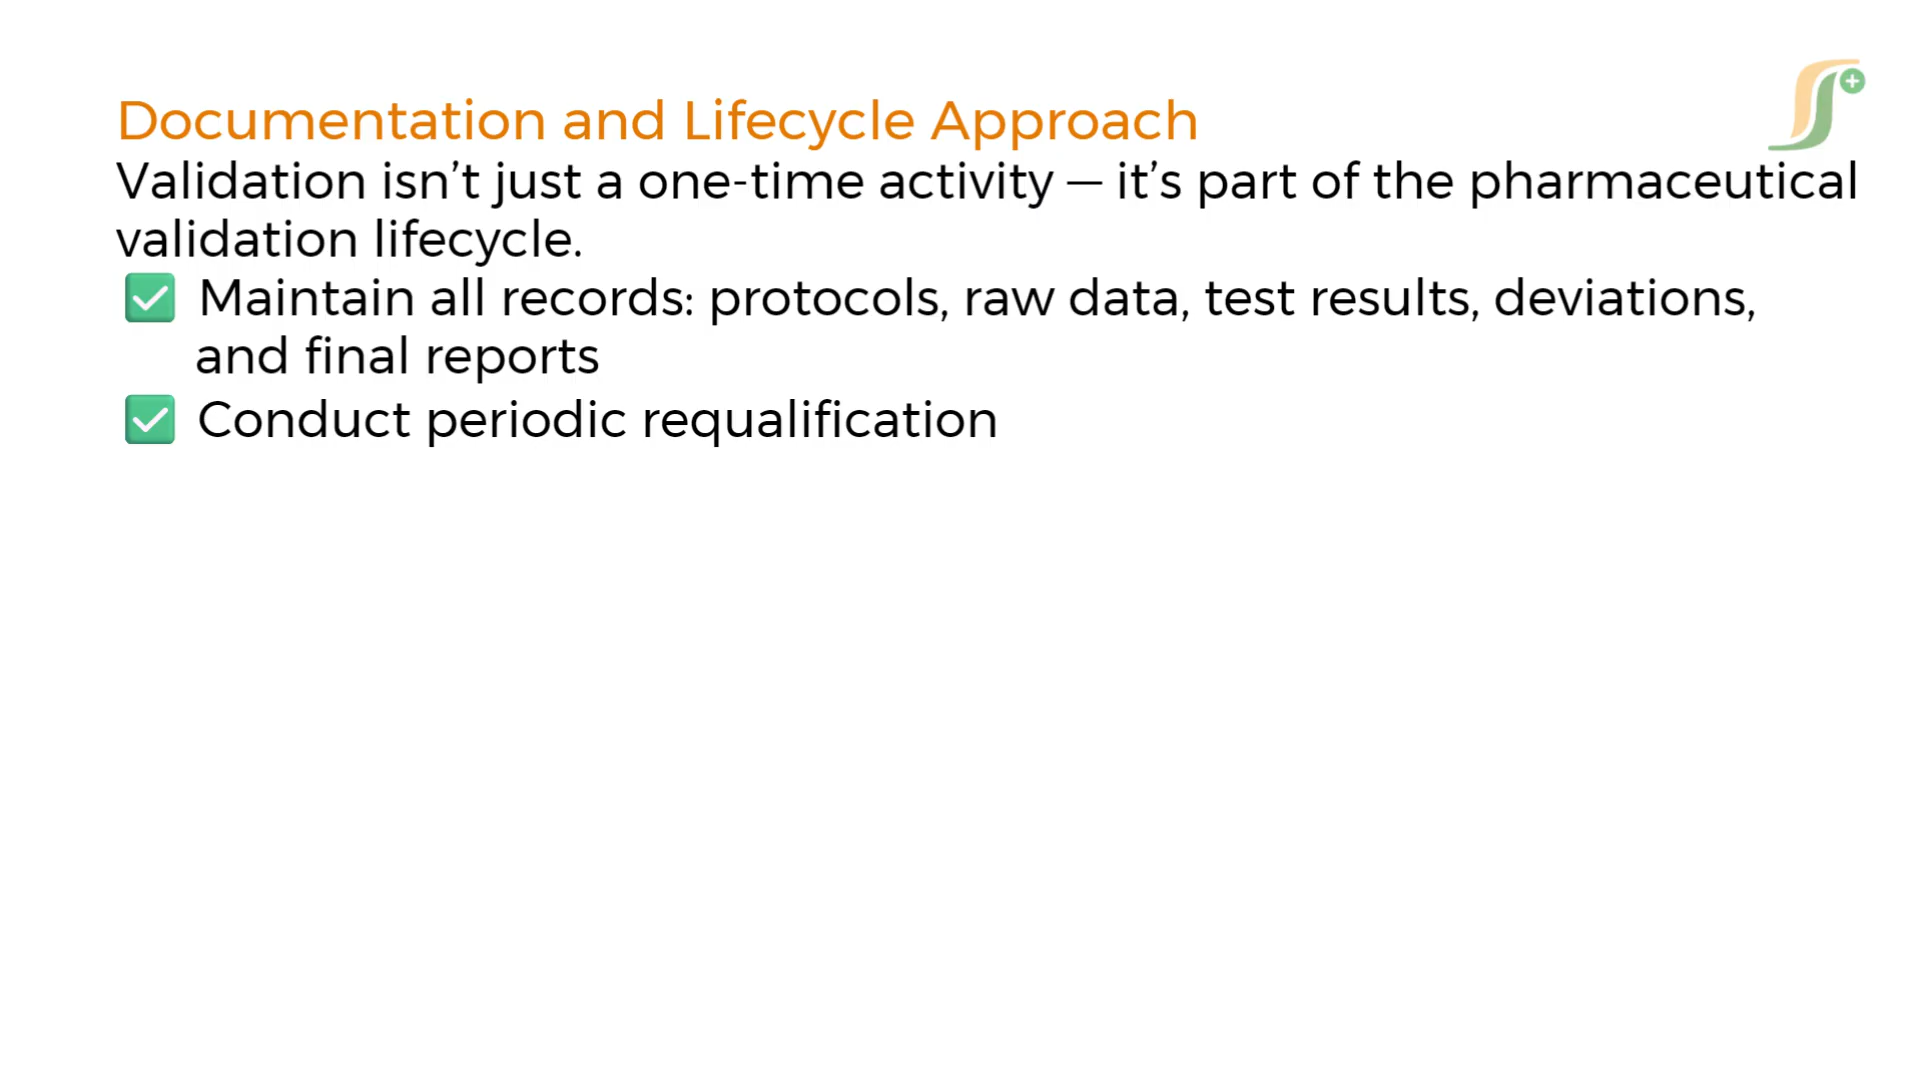 Documentation and Lifecycle Approach
Validation isn’t just a one-time activity — it’s part of the pharmaceutical
validation lifecycle.
✅ Maintain all records: protocols, raw data, test results, deviations,
and final reports
✅ Conduct periodic requalification